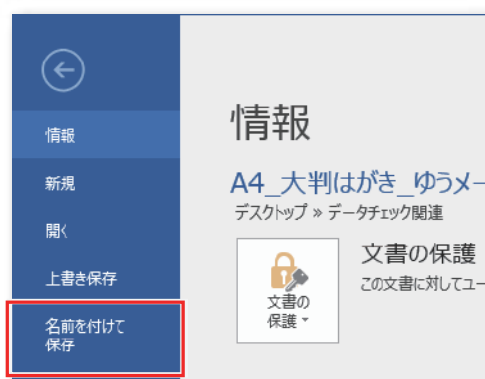 情報
新規
開く
上書き保存
名前を付けて
保存
情報
A4_大判はがき_ゆうメー
デスクトップ » データチェック関連
文書の
保護
文書の保護
この文書に対してユー